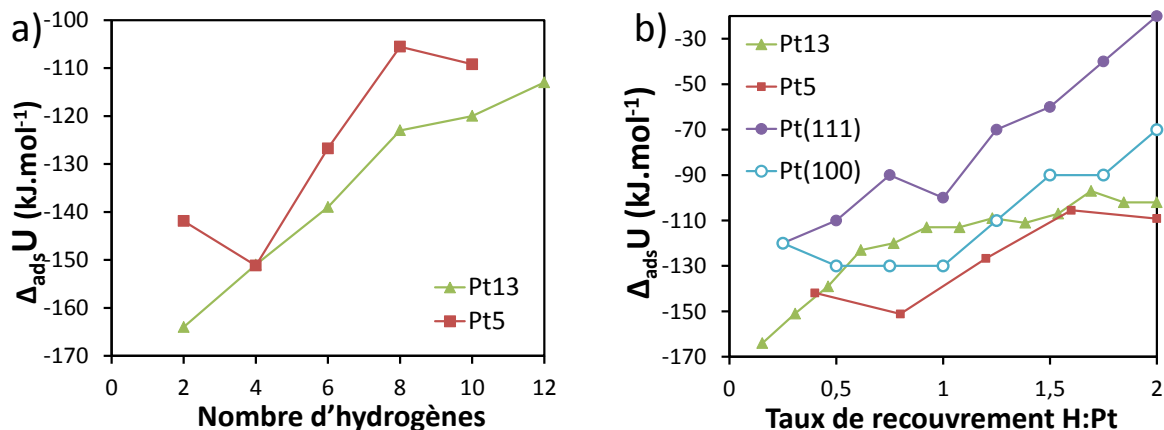 a)
-100
-110
-120
-130
-140
-150
-160
-170
0
2
4
6
8
10
12
ΔadsU (kJ.mol-1)
Nombre d’hydrogènes
Pt13
Pt5
b)
-30
-50
-70
-90
-110
-130
-150
-170
0
0,5
1
1,5
2
ΔadsU (kJ.mol-1)
Taux de recouvrement H:Pt
Pt13
Pt5
Pt(111)
Pt(100)